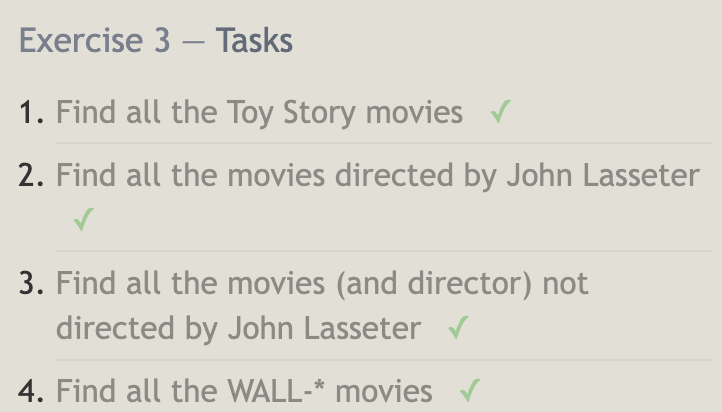 Exercise 3 — Tasks
1. Find all the Toy Story movies ✓
2. Find all the movies directed by John Lasseter
✓
3. Find all the movies (and director) not
directed by John Lasseter ✓
4. Find all the WALL-* movies ✓